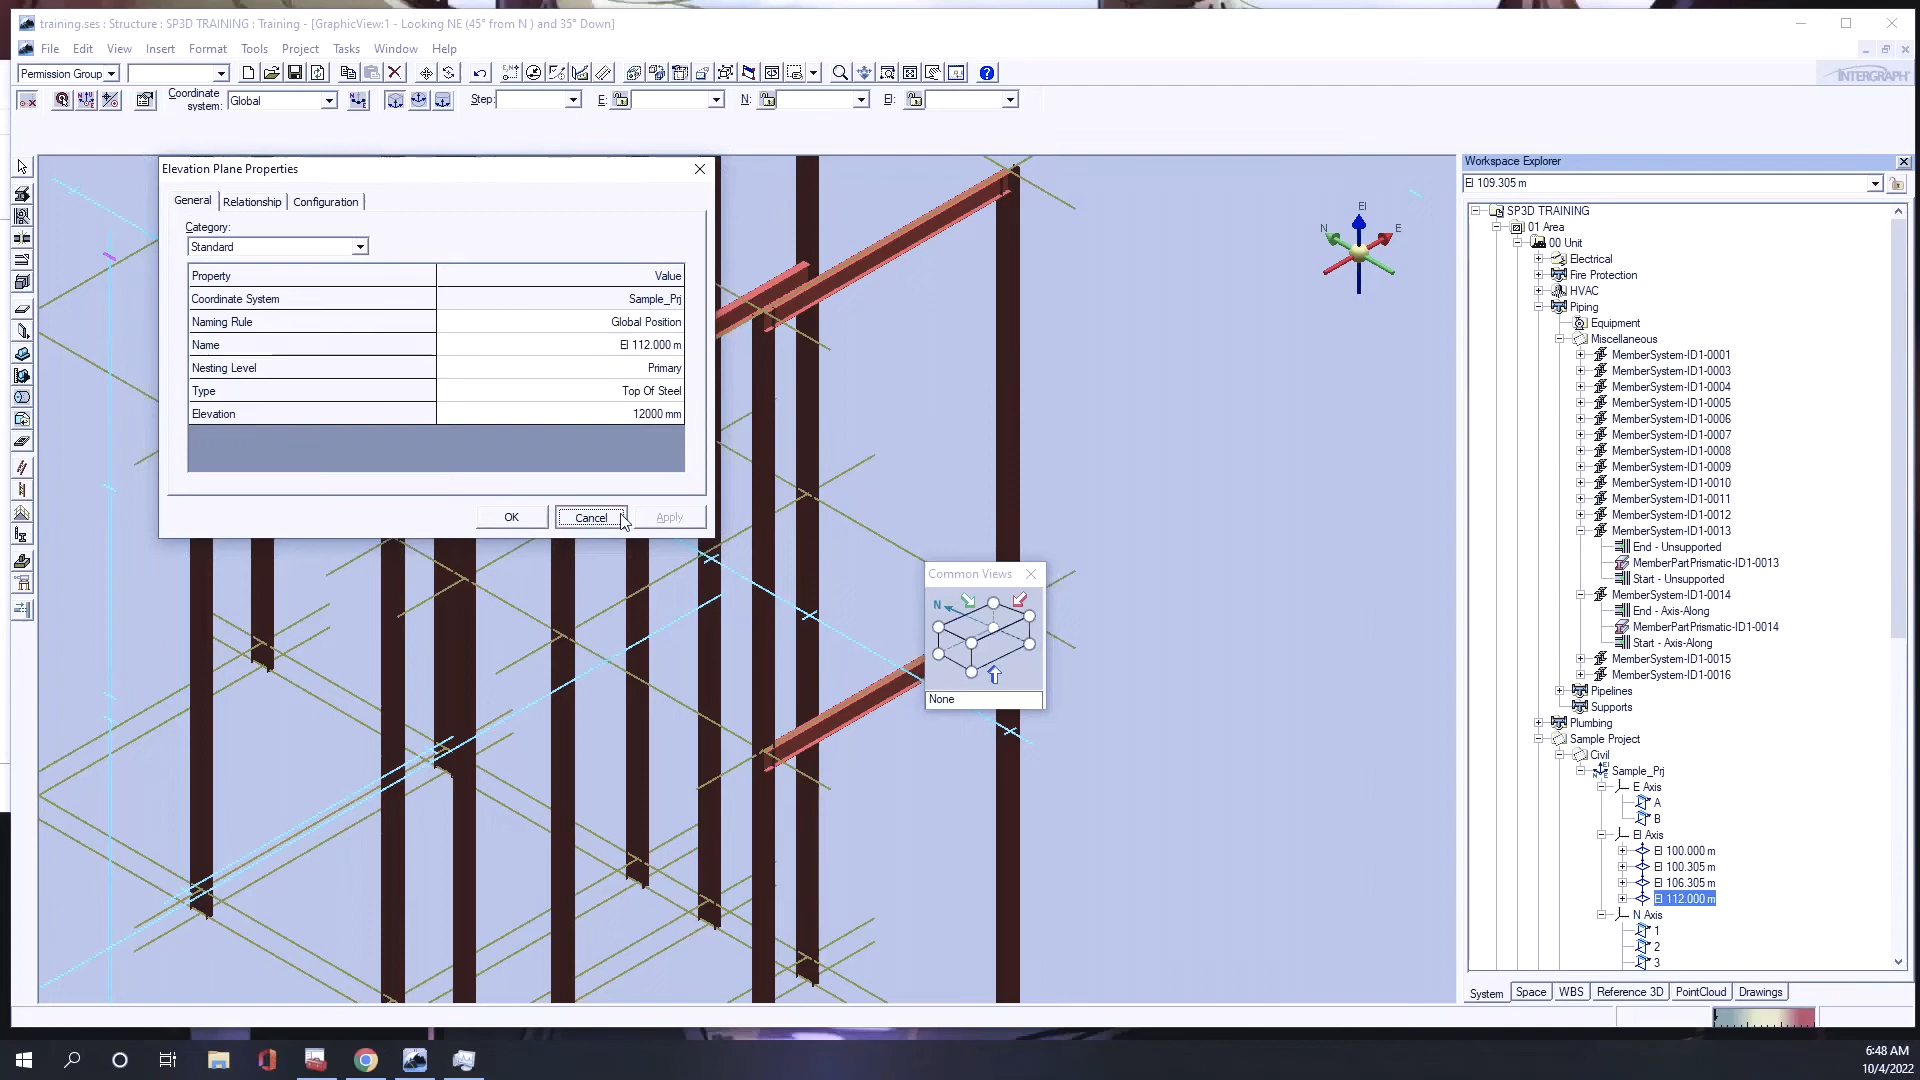 training.ses : Structure : SP3D TRAINING : Training - [GraphicView:1 - Looking NE (45° from N ) and 35° Down]
File Edit View Insert Format Tools Project Tasks Window Help
Permission Group
INTERGRAPH
Coordinate system: Global Step: E: N: El:
Elevation Plane Properties
General Relationship Configuration
Category:
Standard
Property Value
Coordinate System Sample_Prj
Naming Rule Global Position
Name El 112.000 m
Nesting Level Primary
Type Top Of Steel
Elevation 12000 mm
OK Cancel Apply
El
N E
Common Views
N
None
Workspace Explorer
El 109.305 m
SP3D TRAINING
01 Area
00 Unit
Electrical
Fire Protection
HVAC
Piping
Equipment
Miscellaneous
MemberSystem-ID1-0001
MemberSystem-ID1-0003
MemberSystem-ID1-0004
MemberSystem-ID1-0005
MemberSystem-ID1-0006
MemberSystem-ID1-0007
MemberSystem-ID1-0008
MemberSystem-ID1-0009
MemberSystem-ID1-0010
MemberSystem-ID1-0011
MemberSystem-ID1-0012
MemberSystem-ID1-0013
End - Unsupported
MemberPartPrismatic-ID1-0013
Start - Unsupported
MemberSystem-ID1-0014
End - Axis-Along
MemberPartPrismatic-ID1-0014
Start - Axis-Along
MemberSystem-ID1-0015
MemberSystem-ID1-0016
Pipelines
Supports
Plumbing
Sample Project
Civil
Sample_Prj
E Axis
A
B
El Axis
El 100.000 m
El 100.305 m
El 106.305 m
El 112.000 m
N Axis
1
2
3
System Space WBS Reference 3D PointCloud Drawings
6:48 AM
10/4/2022